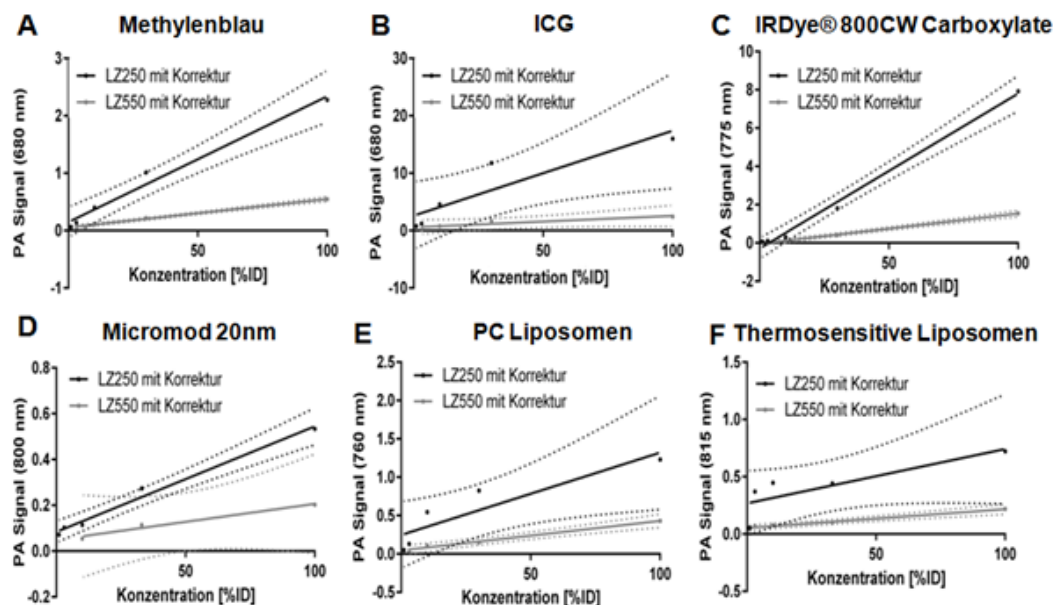 A
Methylenblau
LZ250 mit Korrektur
LZ550 mit Korrektur
PA Signal (680 nm)
3
2
1
0
-1
50
100
Konzentration [%ID]
B
ICG
LZ250 mit Korrektur
LZ550 mit Korrektur
PA Signal (680 nm)
30
20
10
0
-10
50
100
Konzentration [%ID]
C
IRDye® 800CW Carboxylate
LZ250 mit Korrektur
LZ550 mit Korrektur
PA Signal (775 nm)
8
6
4
2
0
-2
50
100
Konzentration [%ID]
D
Micromod 20nm
LZ250 mit Korrektur
LZ550 mit Korrektur
PA Signal (800 nm)
0.8
0.6
0.4
0.2
0.0
-0.2
50
100
Konzentration [%ID]
E
PC Liposomen
LZ250 mit Korrektur
LZ550 mit Korrektur
PA Signal (760 nm)
2.5
2.0
1.5
1.0
0.5
0.0
-0.5
50
100
Konzentration [%ID]
F
Thermosensitive Liposomen
LZ250 mit Korrektur
LZ550 mit Korrektur
PA Signal (815 nm)
1.5
1.0
0.5
0.0
-0.5
50
100
Konzentration [%ID]